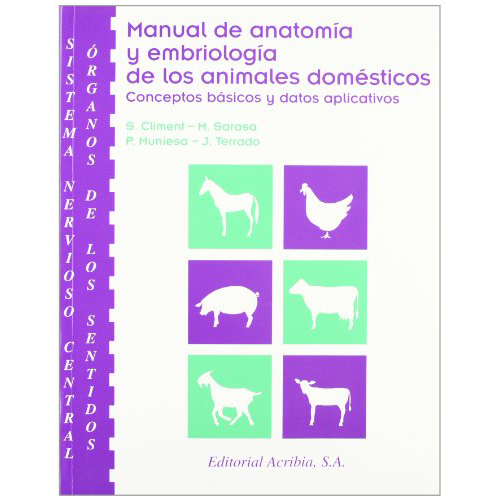 SISTEMA NERVIOSO CENTRAL
ÓRGANOS DE LOS SENTIDOS
Manual de anatomía
y embriología
de los animales domésticos
Conceptos básicos y datos aplicativos
S. Climent – M. Sarasa
P. Muniesa – J. Terrado
Editorial Acribia, S.A.